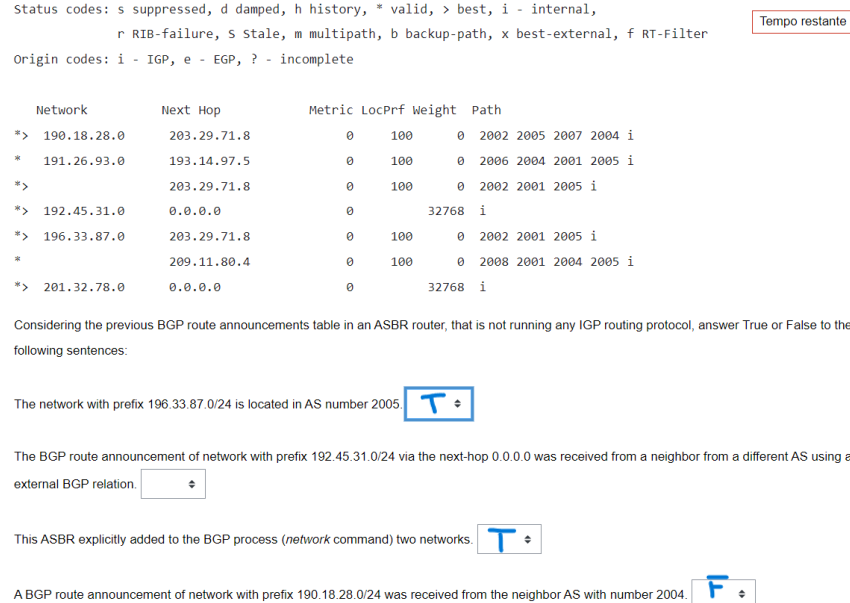 Status codes: s suppressed, d damped, h history, * valid, > best, i - internal,
Tempo restante
r RIB-failure, S Stale, m multipath, b backup-path, x best-external, f RT-Filter
Origin codes: i - IGP, e - EGP, ? - incomplete
Network Next Hop Metric LocPrf Weight Path
*> 190.18.28.0 203.29.71.8 0 100 0 2002 2005 2007 2004 i
* 191.26.93.0 193.14.97.5 0 100 0 2006 2004 2001 2005 i
*> 203.29.71.8 0 100 0 2002 2001 2005 i
*> 192.45.31.0 0.0.0.0 0 32768 i
*> 196.33.87.0 203.29.71.8 0 100 0 2002 2001 2005 i
* 209.11.80.4 0 100 0 2008 2001 2004 2005 i
*> 201.32.78.0 0.0.0.0 0 32768 i
Considering the previous BGP route announcements table in an ASBR router, that is not running any IGP routing protocol, answer True or False to the
following sentences:
The network with prefix 196.33.87.0/24 is located in AS number 2005. T
The BGP route announcement of network with prefix 192.45.31.0/24 via the next-hop 0.0.0.0 was received from a neighbor from a different AS using a
external BGP relation.
This ASBR explicitly added to the BGP process (network command) two networks. T
A BGP route announcement of network with prefix 190.18.28.0/24 was received from the neighbor AS with number 2004. F